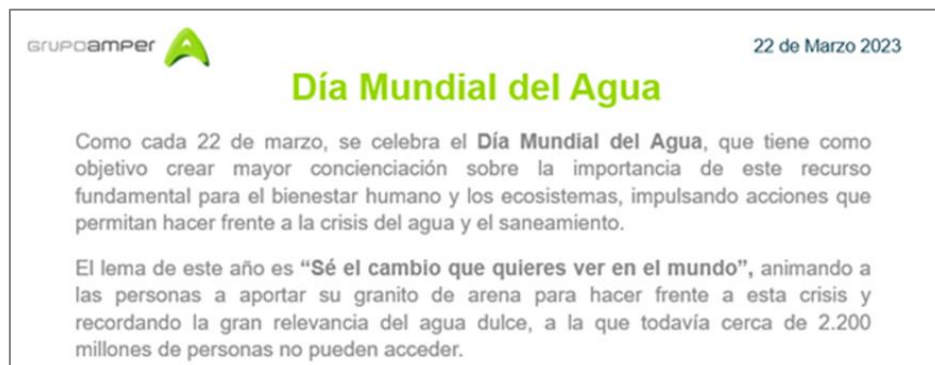 GRUPOAMPER
22 de Marzo 2023
Día Mundial del Agua
Como cada 22 de marzo, se celebra el Día Mundial del Agua, que tiene como
objetivo crear mayor concienciación sobre la importancia de este recurso
fundamental para el bienestar humano y los ecosistemas, impulsando acciones que
permitan hacer frente a la crisis del agua y el saneamiento.
El lema de este año es “Sé el cambio que quieres ver en el mundo”, animando a
las personas a aportar su granito de arena para hacer frente a esta crisis y
recordando la gran relevancia del agua dulce, a la que todavía cerca de 2.200
millones de personas no pueden acceder.